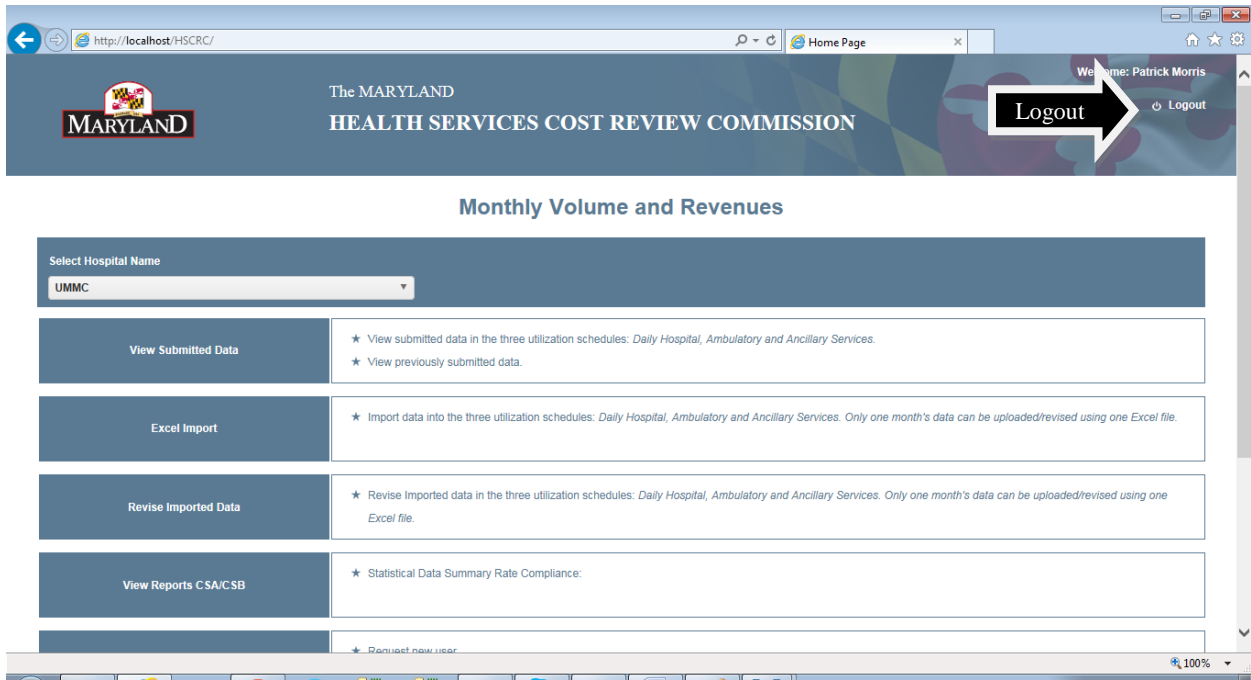 http://localhost/HSCRC/
Home Page
Welcome: Patrick Morris
Logout
Logout
MARYLAND
The MARYLAND
HEALTH SERVICES COST REVIEW COMMISSION
Monthly Volume and Revenues
Select Hospital Name
UMMC
View Submitted Data
★ View submitted data in the three utilization schedules: Daily Hospital, Ambulatory and Ancillary Services.
★ View previously submitted data.
Excel Import
★ Import data into the three utilization schedules: Daily Hospital, Ambulatory and Ancillary Services. Only one month's data can be uploaded/revised using one Excel file.
Revise Imported Data
★ Revise Imported data in the three utilization schedules: Daily Hospital, Ambulatory and Ancillary Services. Only one month's data can be uploaded/revised using one
Excel file.
View Reports CSA/CSB
★ Statistical Data Summary Rate Compliance:
★ Request new user
100%